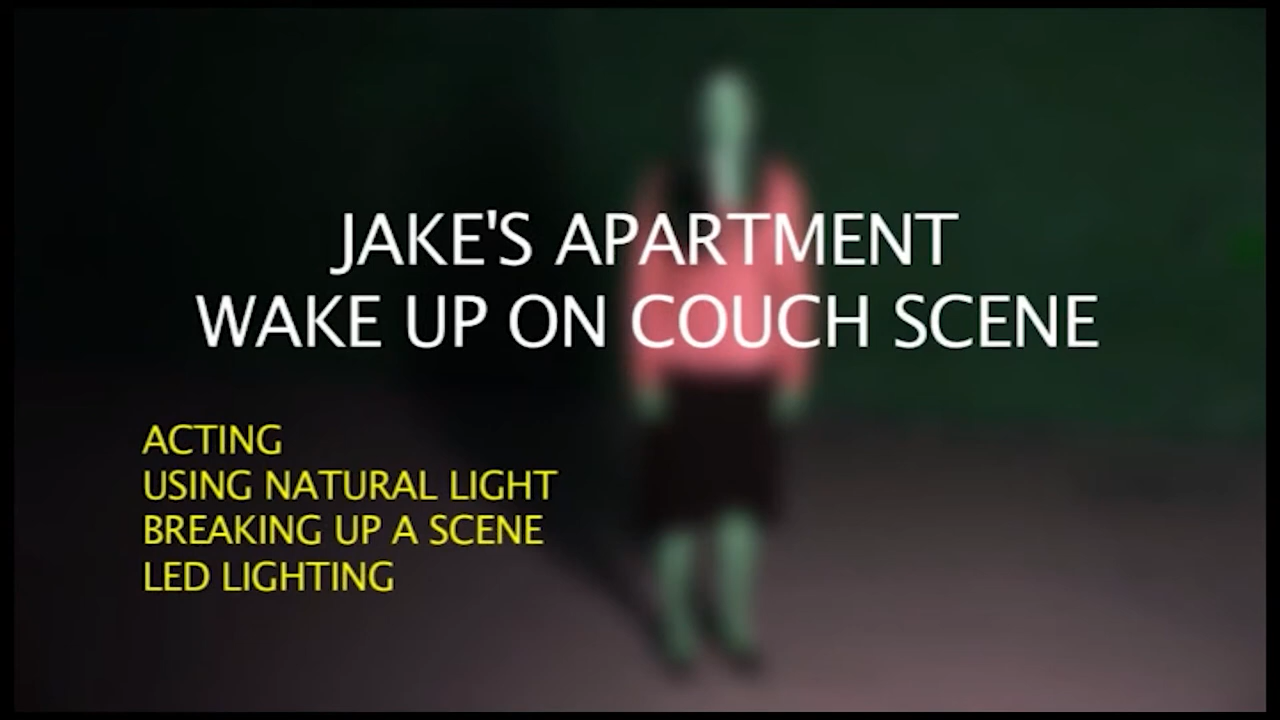 JAKE'S APARTMENT
WAKE UP ON COUCH SCENE
ACTING
USING NATURAL LIGHT
BREAKING UP A SCENE
LED LIGHTING